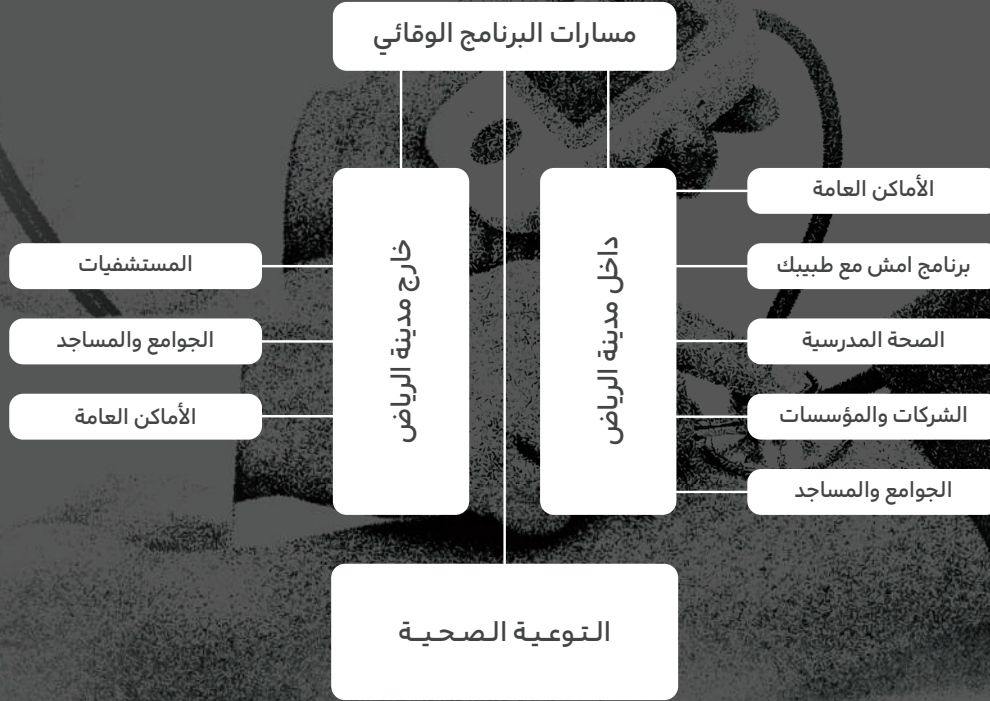 مسارات البرنامج الوقائي
داخل مدينة الرياض
الأماكن العامة
برنامج امش مع طبيبك
الصحة المدرسية
الشركات والمؤسسات
الجوامع والمساجد
خارج مدينة الرياض
المستشفيات
الجوامع والمساجد
الأماكن العامة
التوعية الصحية